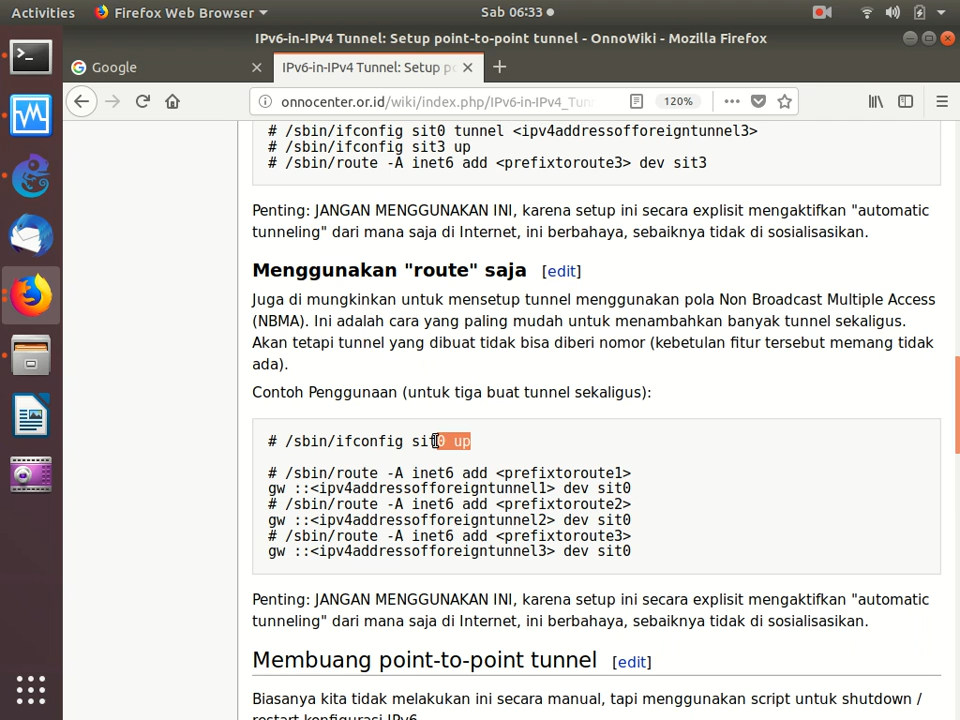 Activities Firefox Web Browser Sab 06:33
IPv6-in-IPv4 Tunnel: Setup point-to-point tunnel - OnnoWiki - Mozilla Firefox
Google IPv6-in-IPv4 Tunnel: Setup po
onnocenter.or.id/wiki/index.php/IPv6-in-IPv4_Tun 120%
# /sbin/ifconfig sit0 tunnel <ipv4addressofforeigntunnel3>
# /sbin/ifconfig sit3 up
# /sbin/route -A inet6 add <prefixtoroute3> dev sit3
Penting: JANGAN MENGGUNAKAN INI, karena setup ini secara explisit mengaktifkan "automatic
tunneling" dari mana saja di Internet, ini berbahaya, sebaiknya tidak di sosialisasikan.
Menggunakan "route" saja [edit]
Juga di mungkinkan untuk mensetup tunnel menggunakan pola Non Broadcast Multiple Access
(NBMA). Ini adalah cara yang paling mudah untuk menambahkan banyak tunnel sekaligus.
Akan tetapi tunnel yang dibuat tidak bisa diberi nomor (kebetulan fitur tersebut memang tidak
ada).
Contoh Penggunaan (untuk tiga buat tunnel sekaligus):
# /sbin/ifconfig sit0 up
# /sbin/route -A inet6 add <prefixtoroute1>
gw ::<ipv4addressofforeigntunnel1> dev sit0
# /sbin/route -A inet6 add <prefixtoroute2>
gw ::<ipv4addressofforeigntunnel2> dev sit0
# /sbin/route -A inet6 add <prefixtoroute3>
gw ::<ipv4addressofforeigntunnel3> dev sit0
Penting: JANGAN MENGGUNAKAN INI, karena setup ini secara explisit mengaktifkan "automatic
tunneling" dari mana saja di Internet, ini berbahaya, sebaiknya tidak di sosialisasikan.
Membuang point-to-point tunnel [edit]
Biasanya kita tidak melakukan ini secara manual, tapi menggunakan script untuk shutdown /
restart konfigurasi IPv6.